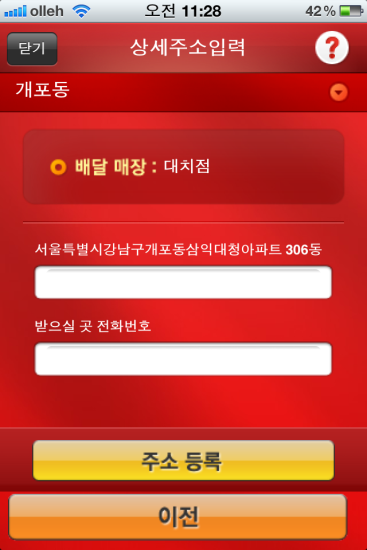 olleh 오전 11:28 42%
닫기 상세주소입력 ?
개포동
배달 매장 : 대치점
서울특별시강남구개포동삼익대청아파트 306동
받으실 곳 전화번호
주소 등록
이전